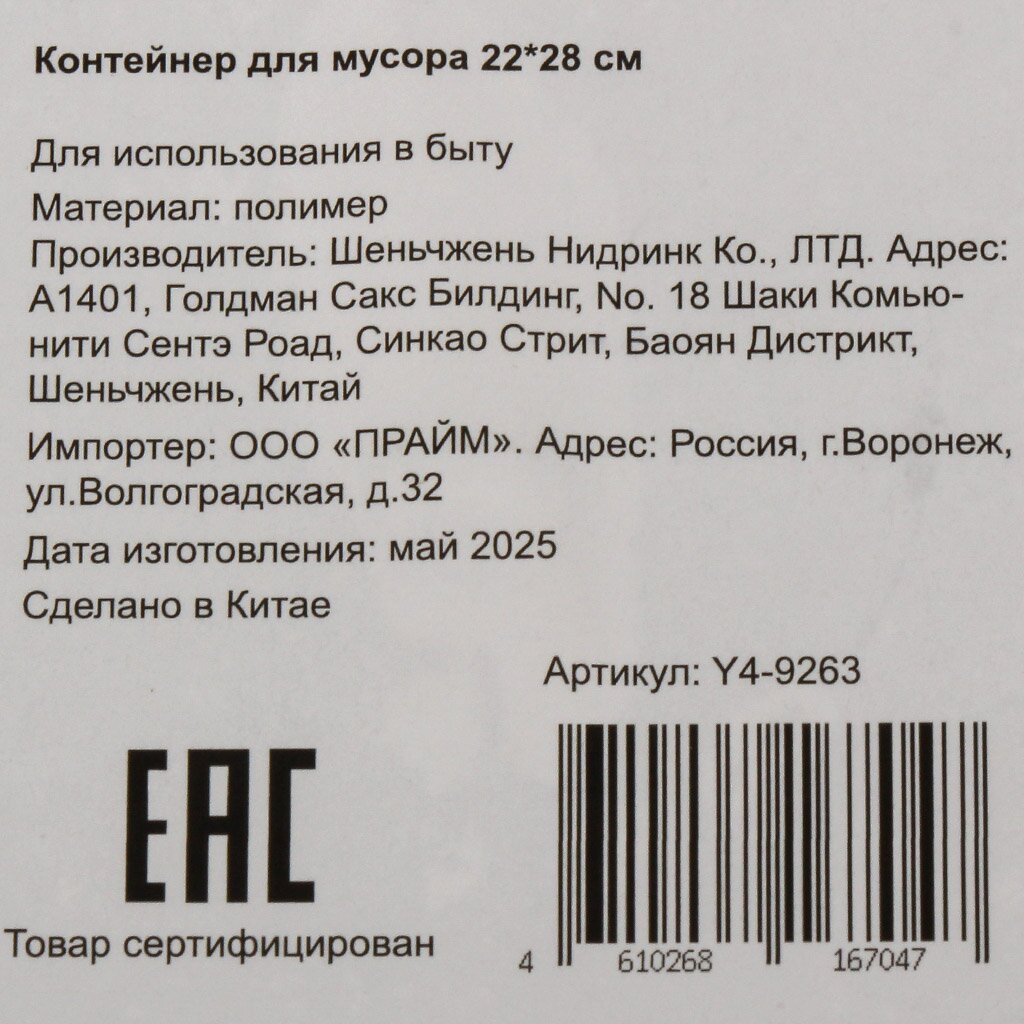 Контейнер для мусора 22*28 см
Для использования в быту
Материал: полимер
Производитель: Шеньчжень Нидринк Ко., ЛТД. Адрес:
А1401, Голдман Сакс Билдинг, No. 18 Шаки Комью-
нити Сентэ Роад, Синкао Стрит, Баоян Дистрикт,
Шеньчжень, Китай
Импортер: ООО «ПРАЙМ». Адрес: Россия, г.Воронеж,
ул.Волгоградская, д.32
Дата изготовления: май 2025
Сделано в Китае
Артикул: Y4-9263
EAC
Товар сертифицирован
4 610268 167047